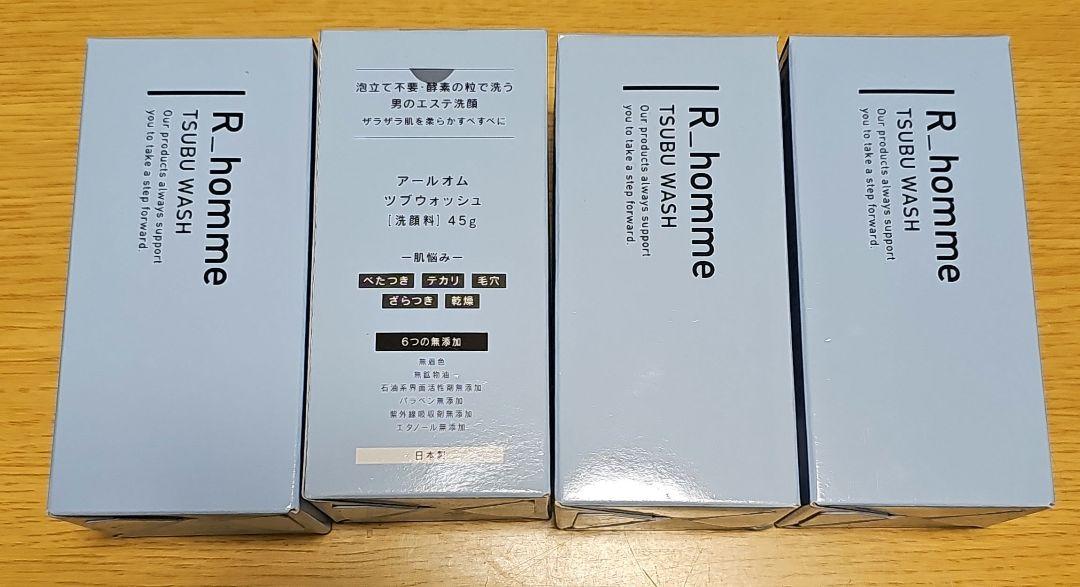 R_homme
TSUBU WASH
Our products always support
you to take a step forward.
泡立て不要・酵素の粒で洗う
男のエステ洗顔
ザラザラ肌を柔らかすべすべに
アールオム
ツブウォッシュ
[洗顔料] 45g
ー肌悩みー
べたつき テカリ 毛穴
ざらつき 乾燥
6つの無添加
無着色
無鉱物油
石油系界面活性剤無添加
パラベン無添加
紫外線吸収剤無添加
エタノール無添加
日本製
R_homme
TSUBU WASH
Our products always support
you to take a step forward.
R_homme
TSUBU WASH
Our products always support
you to take a step forward.